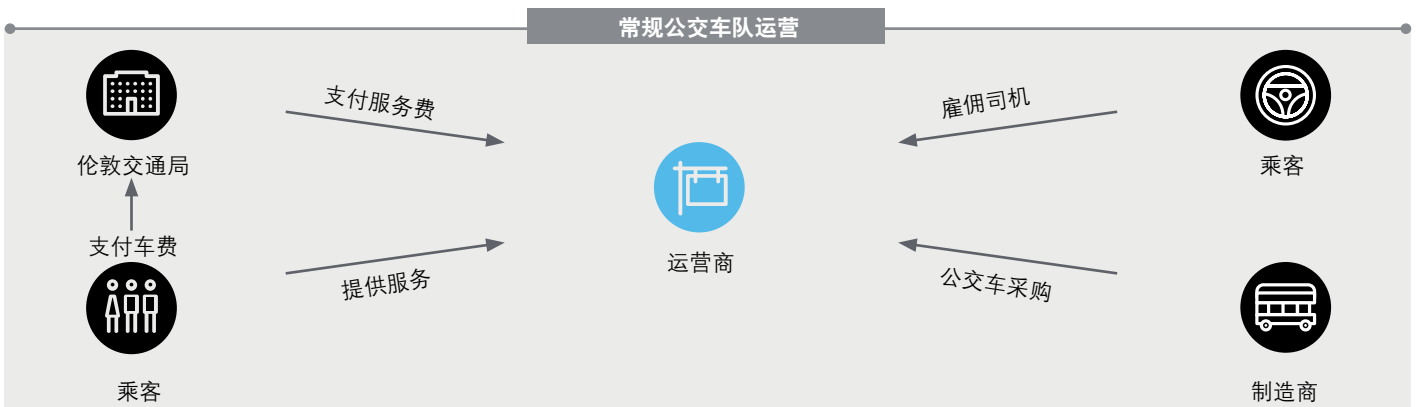 常规公交车队运营
伦敦交通局
支付服务费
雇佣司机
乘客
支付车费
运营商
提供服务
公交车采购
乘客
制造商